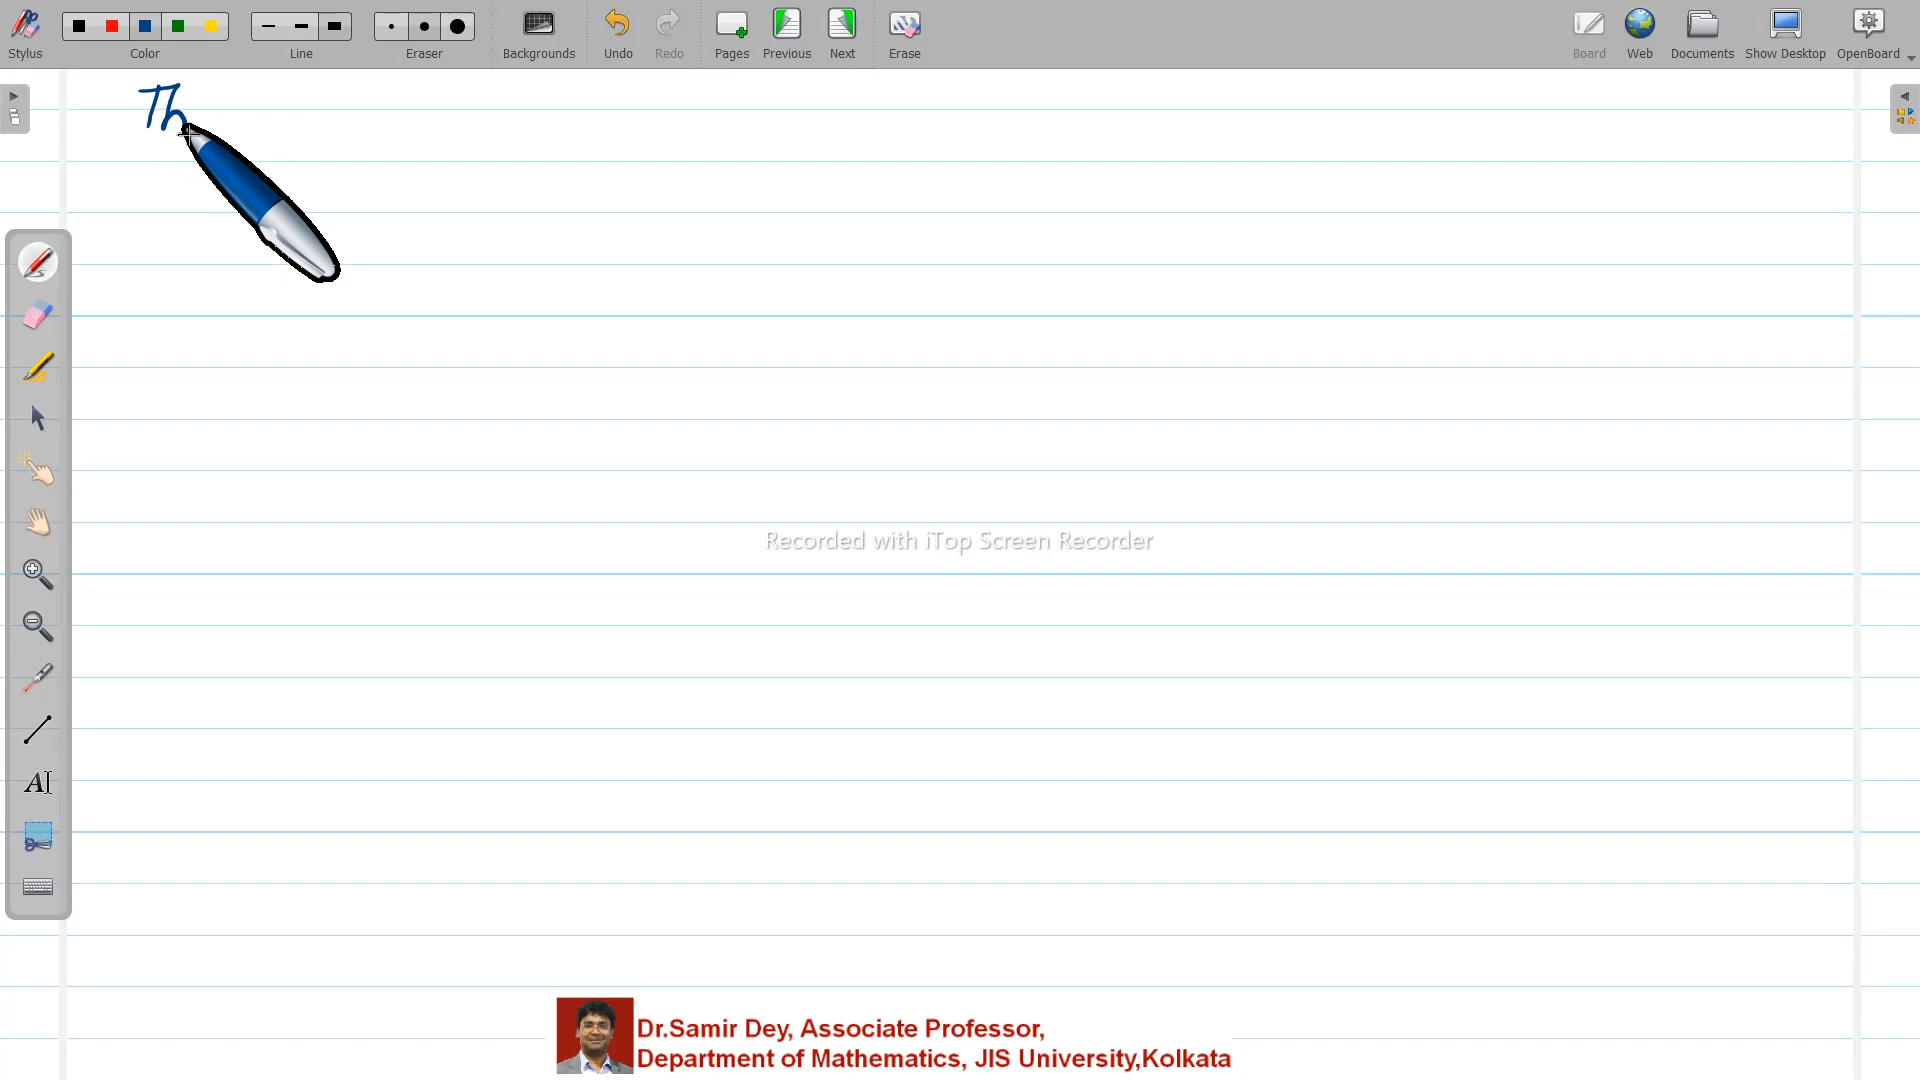 Stylus
Color
Line
Eraser
Backgrounds
Undo
Redo
Pages
Previous
Next
Erase
Board
Web
Documents
Show Desktop
OpenBoard
Th
Recorded with iTop Screen Recorder
AI
Dr.Samir Dey, Associate Professor,
Department of Mathematics, JIS University,Kolkata